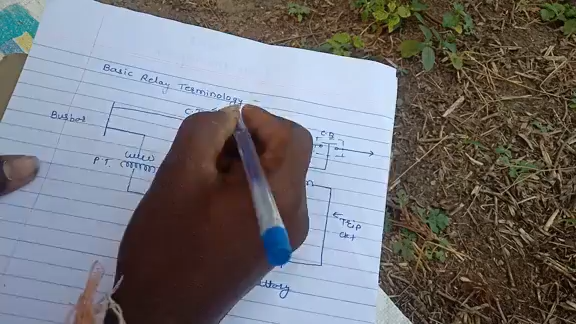 Basic Relay Terminology
C.T
C.B
Busbar
P.T.
Trip
ckt